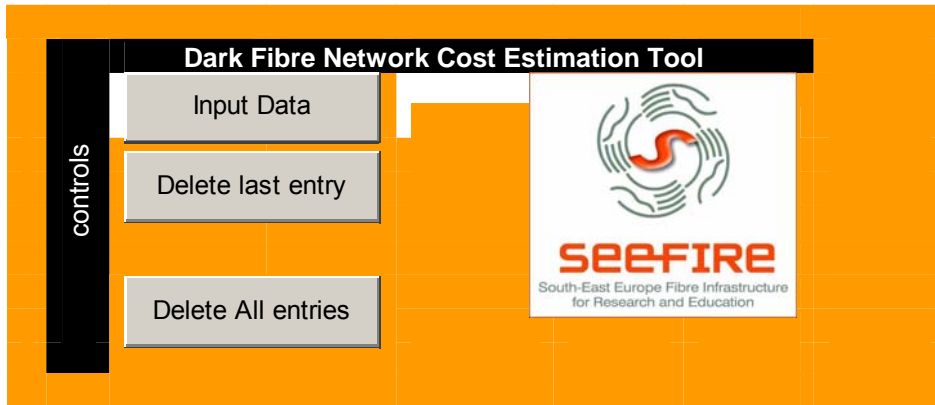 Dark Fibre Network Cost Estimation Tool
controls
Input Data
Delete last entry
Delete All entries
SEEFIRE
South-East Europe Fibre Infrastructure
for Research and Education